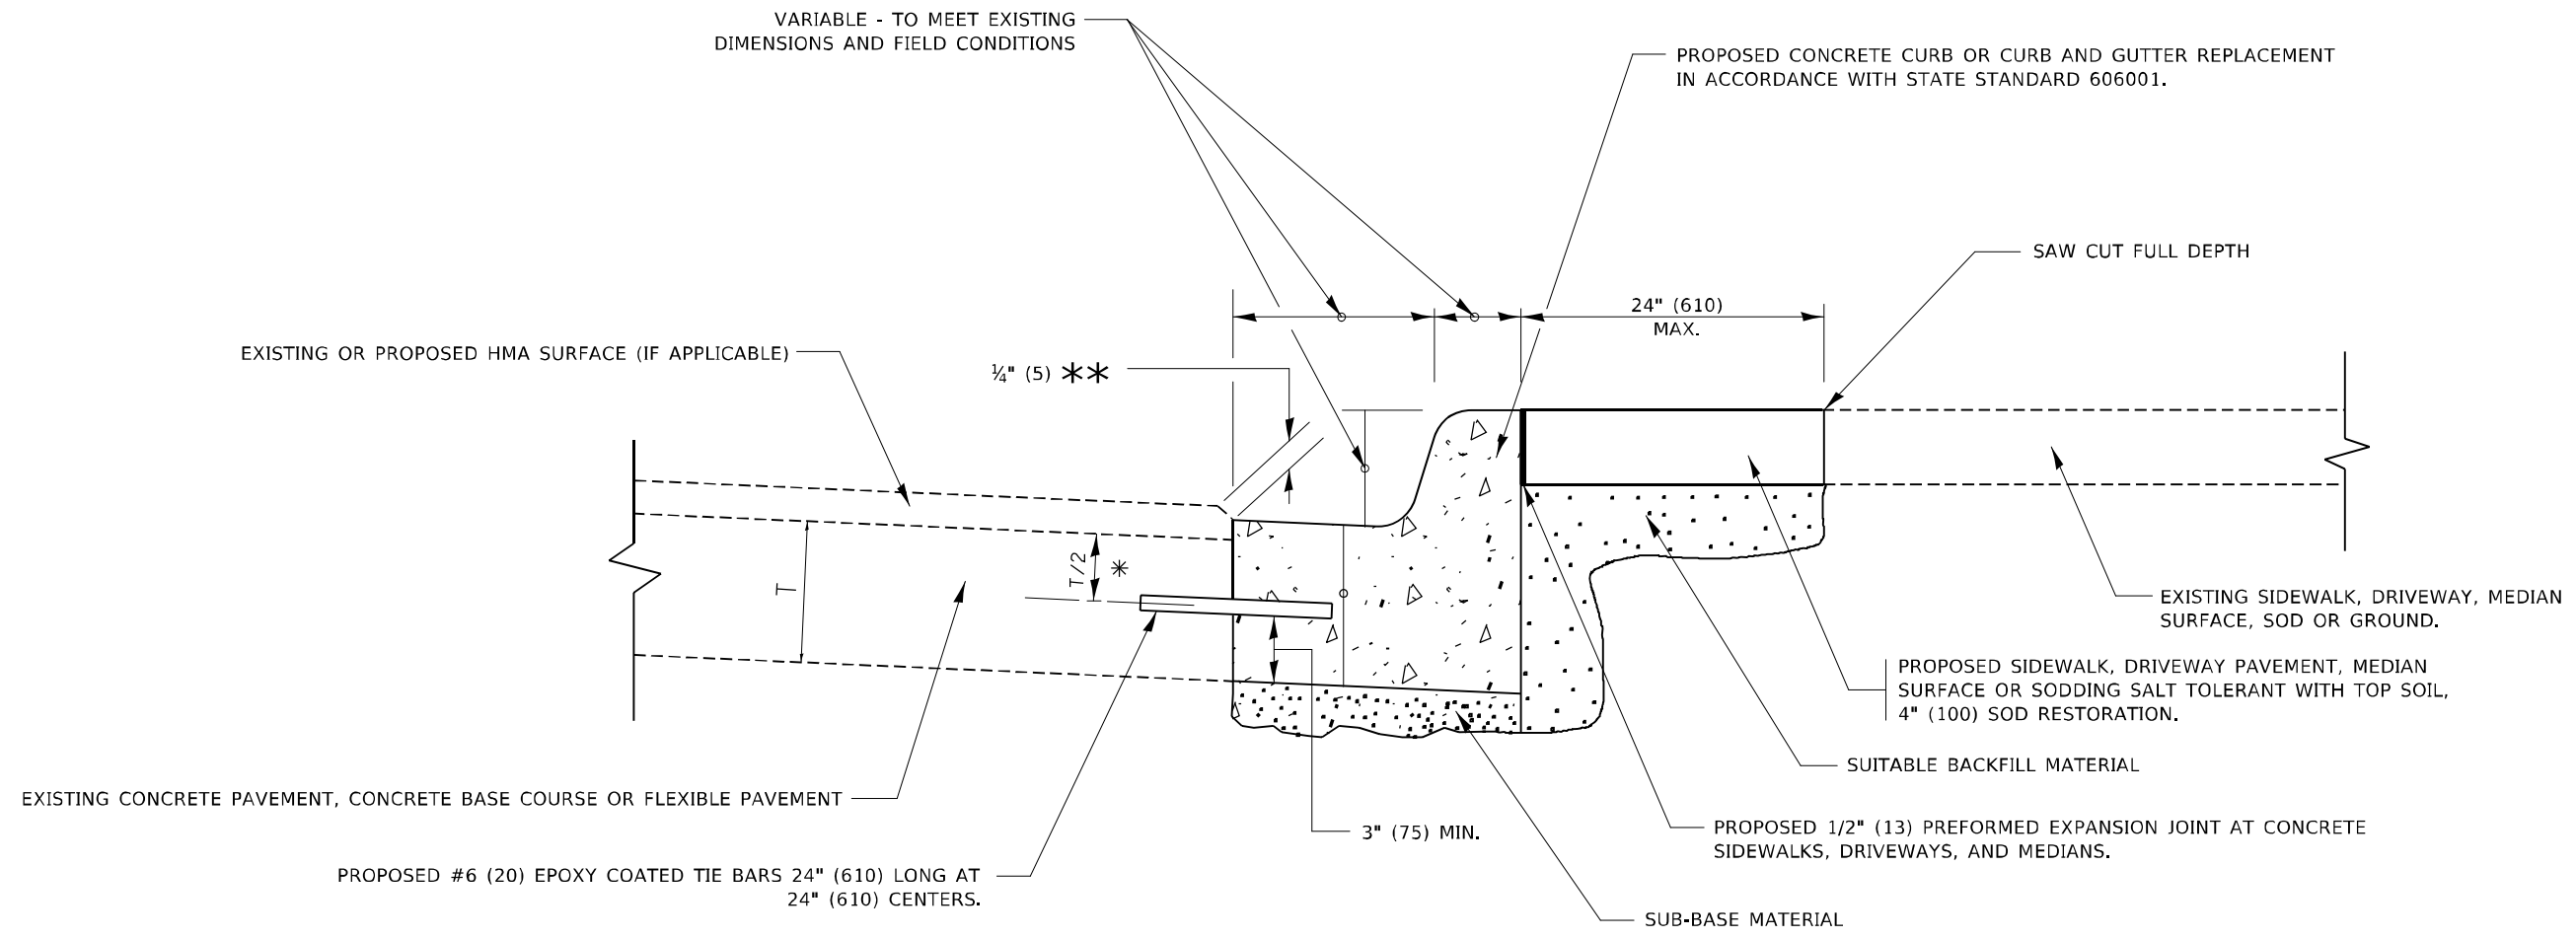 VARIABLE - TO MEET EXISTING
DIMENSIONS AND FIELD CONDITIONS
PROPOSED CONCRETE CURB OR CURB AND GUTTER REPLACEMENT
IN ACCORDANCE WITH STATE STANDARD 606001.
SAW CUT FULL DEPTH
24" (610)
MAX.
EXISTING OR PROPOSED HMA SURFACE (IF APPLICABLE)
¼" (5) **
T
T/2 *
EXISTING SIDEWALK, DRIVEWAY, MEDIAN
SURFACE, SOD OR GROUND.
PROPOSED SIDEWALK, DRIVEWAY PAVEMENT, MEDIAN
SURFACE OR SODDING SALT TOLERANT WITH TOP SOIL,
4" (100) SOD RESTORATION.
SUITABLE BACKFILL MATERIAL
EXISTING CONCRETE PAVEMENT, CONCRETE BASE COURSE OR FLEXIBLE PAVEMENT
3" (75) MIN.
PROPOSED 1/2" (13) PREFORMED EXPANSION JOINT AT CONCRETE
SIDEWALKS, DRIVEWAYS, AND MEDIANS.
PROPOSED #6 (20) EPOXY COATED TIE BARS 24" (610) LONG AT
24" (610) CENTERS.
SUB-BASE MATERIAL